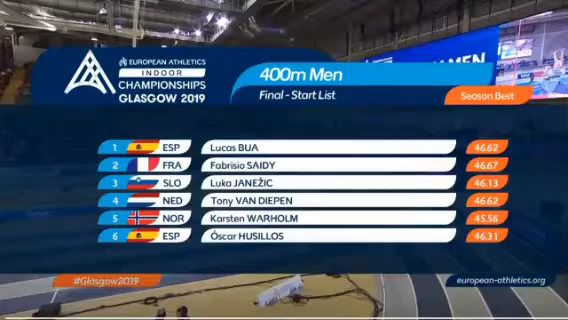 EUROPEAN ATHLETICS
INDOOR
CHAMPIONSHIPS
GLASGOW 2019
400m Men
Final - Start List
Season Best
1 ESP Lucas BUA 46.62
2 FRA Fabrisio SAIDY 46.67
3 SLO Luka JANEŽIC 46.13
4 NED Tony VAN DIEPEN 46.62
5 NOR Karsten WARHOLM 45.56
6 ESP Óscar HUSILLOS 46.31
#Glasgow2019
european-athletics.org
MEN